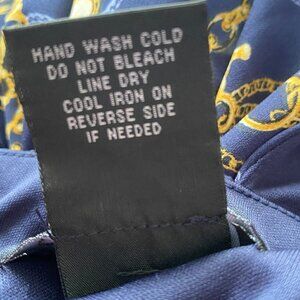 HAND WASH COLD
DO NOT BLEACH
LINE DRY
COOL IRON ON
REVERSE SIDE
IF NEEDED